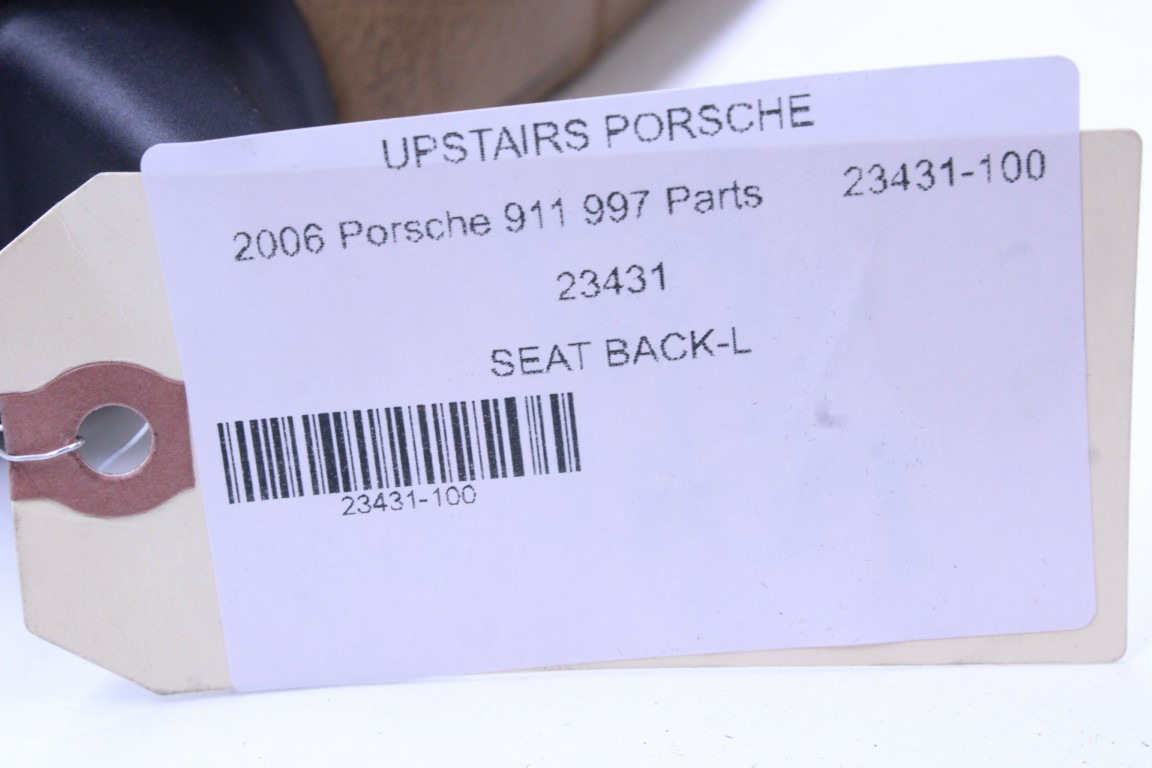 UPSTAIRS PORSCHE
2006 Porsche 911 997 Parts 23431-100
23431
SEAT BACK-L
23431-100